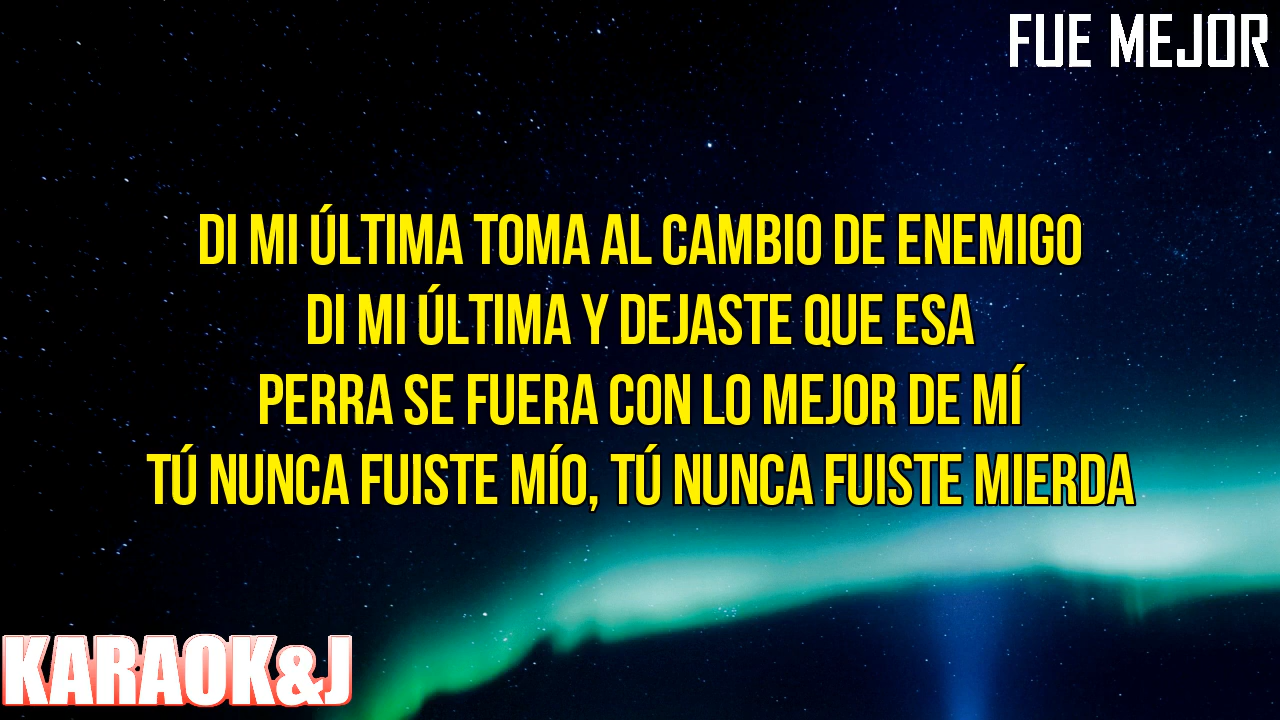 FUE MEJOR
DI MI ÚLTIMA TOMA AL CAMBIO DE ENEMIGO
DI MI ÚLTIMA Y DEJASTE QUE ESA
PERRA SE FUERA CON LO MEJOR DE MÍ
TÚ NUNCA FUISTE MÍO, TÚ NUNCA FUISTE MIERDA
KARAOK&J